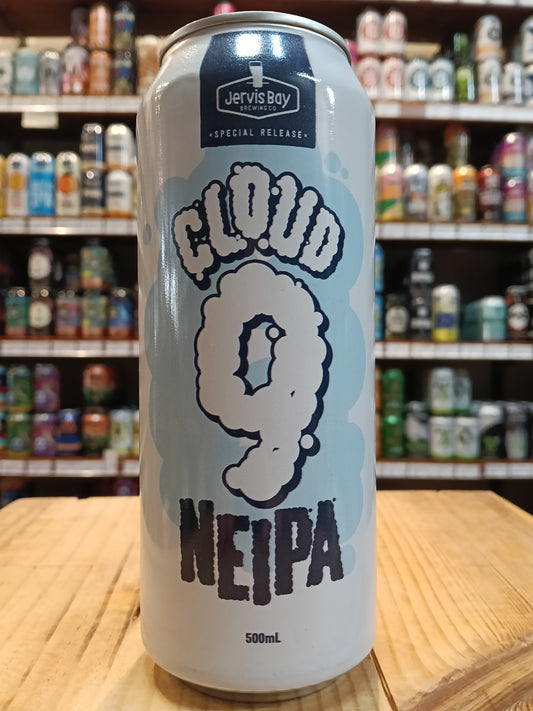 Jervis Bay
BREWING CO.
•SPECIAL RELEASE•
CLOUD
9
NEIPA
500mL